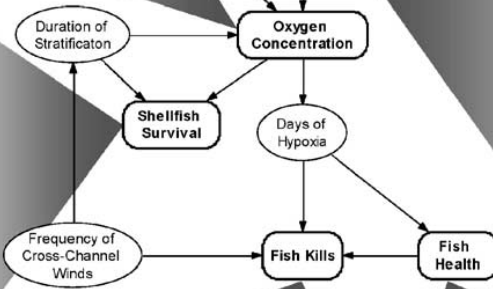 Duration of
Stratificaton
Oxygen
Concentration
Shellfish
Survival
Days of
Hypoxia
Frequency of
Cross-Channel
Winds
Fish Kills
Fish
Health